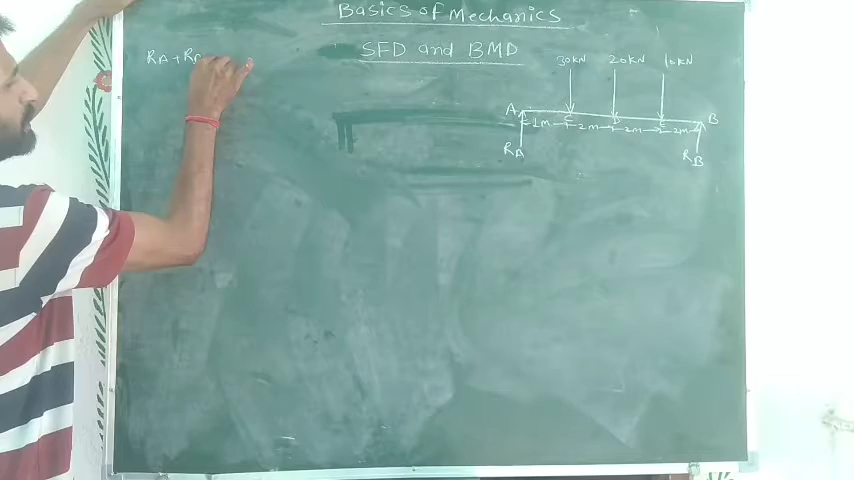 Basics of Mechanics
SFD and BMD
RA + RB
30KN 20KN 10KN
A C D E B
1m 2m 2m 2m
RA RB